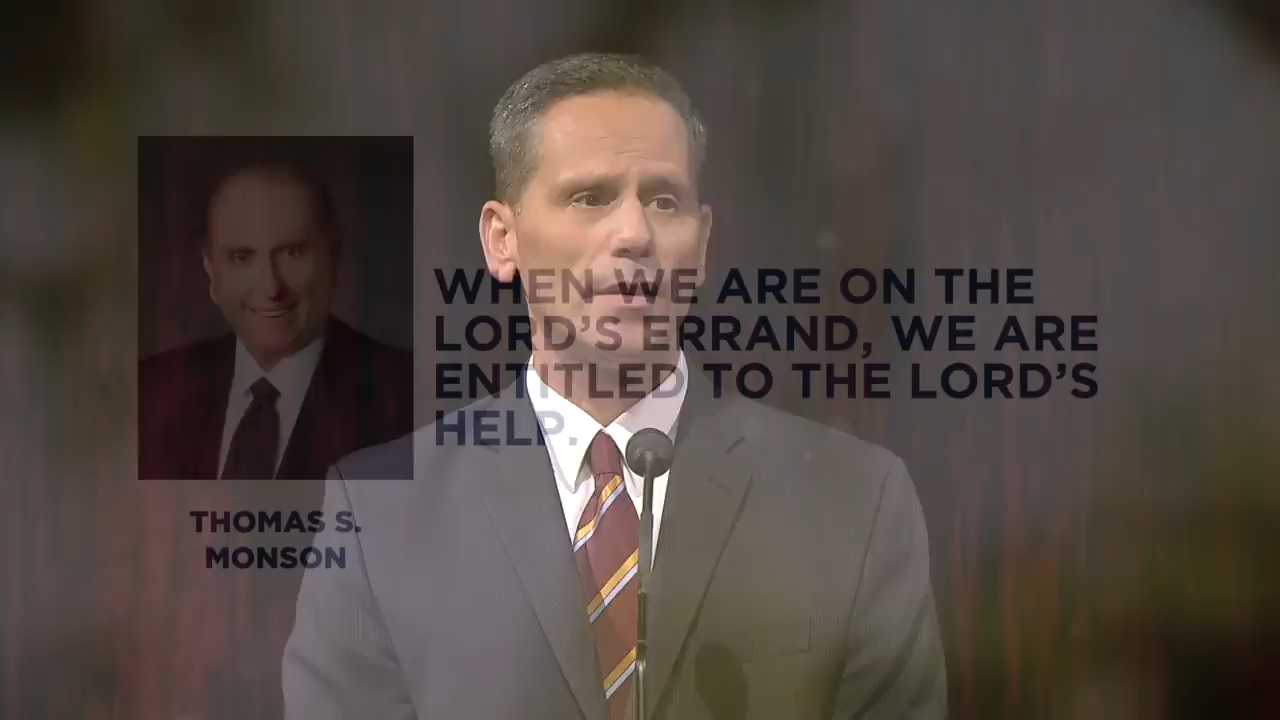 WHEN WE ARE ON THE
LORD’S ERRAND, WE ARE
ENTITLED TO THE LORD’S
HELP.
THOMAS S.
MONSON